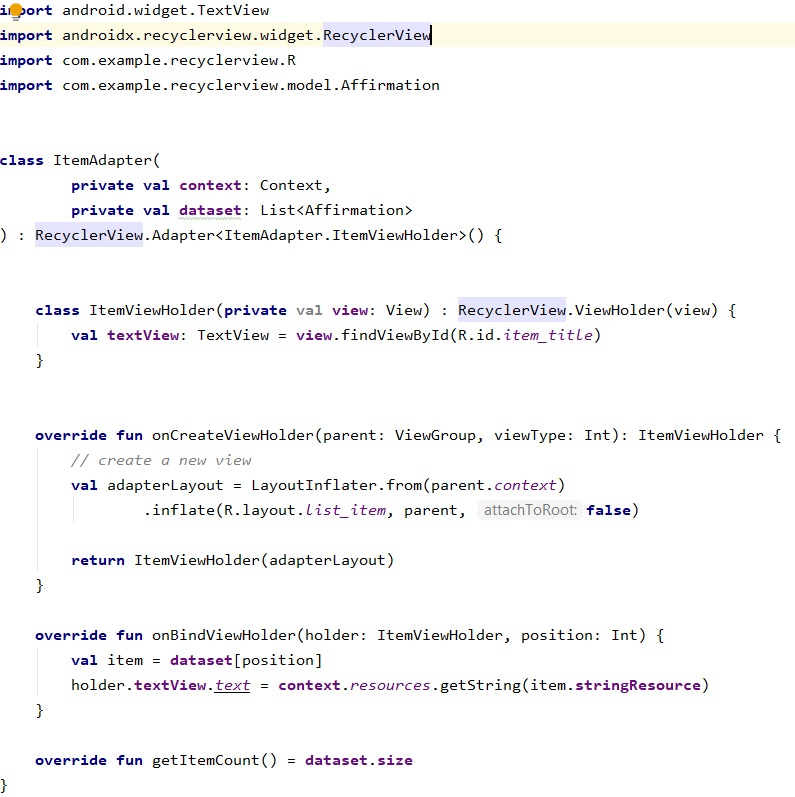 import android.widget.TextView
import androidx.recyclerview.widget.RecyclerView
import com.example.recyclerview.R
import com.example.recyclerview.model.Affirmation
class ItemAdapter(
private val context: Context,
private val dataset: List<Affirmation>
) : RecyclerView.Adapter<ItemAdapter.ItemViewHolder>() {
class ItemViewHolder(private val view: View) : RecyclerView.ViewHolder(view) {
val textView: TextView = view.findViewById(R.id.item_title)
}
override fun onCreateViewHolder(parent: ViewGroup, viewType: Int): ItemViewHolder {
// create a new view
val adapterLayout = LayoutInflater.from(parent.context)
.inflate(R.layout.list_item, parent, attachToRoot: false)
return ItemViewHolder(adapterLayout)
}
override fun onBindViewHolder(holder: ItemViewHolder, position: Int) {
val item = dataset[position]
holder.textView.text = context.resources.getString(item.stringResource)
}
override fun getItemCount() = dataset.size
}